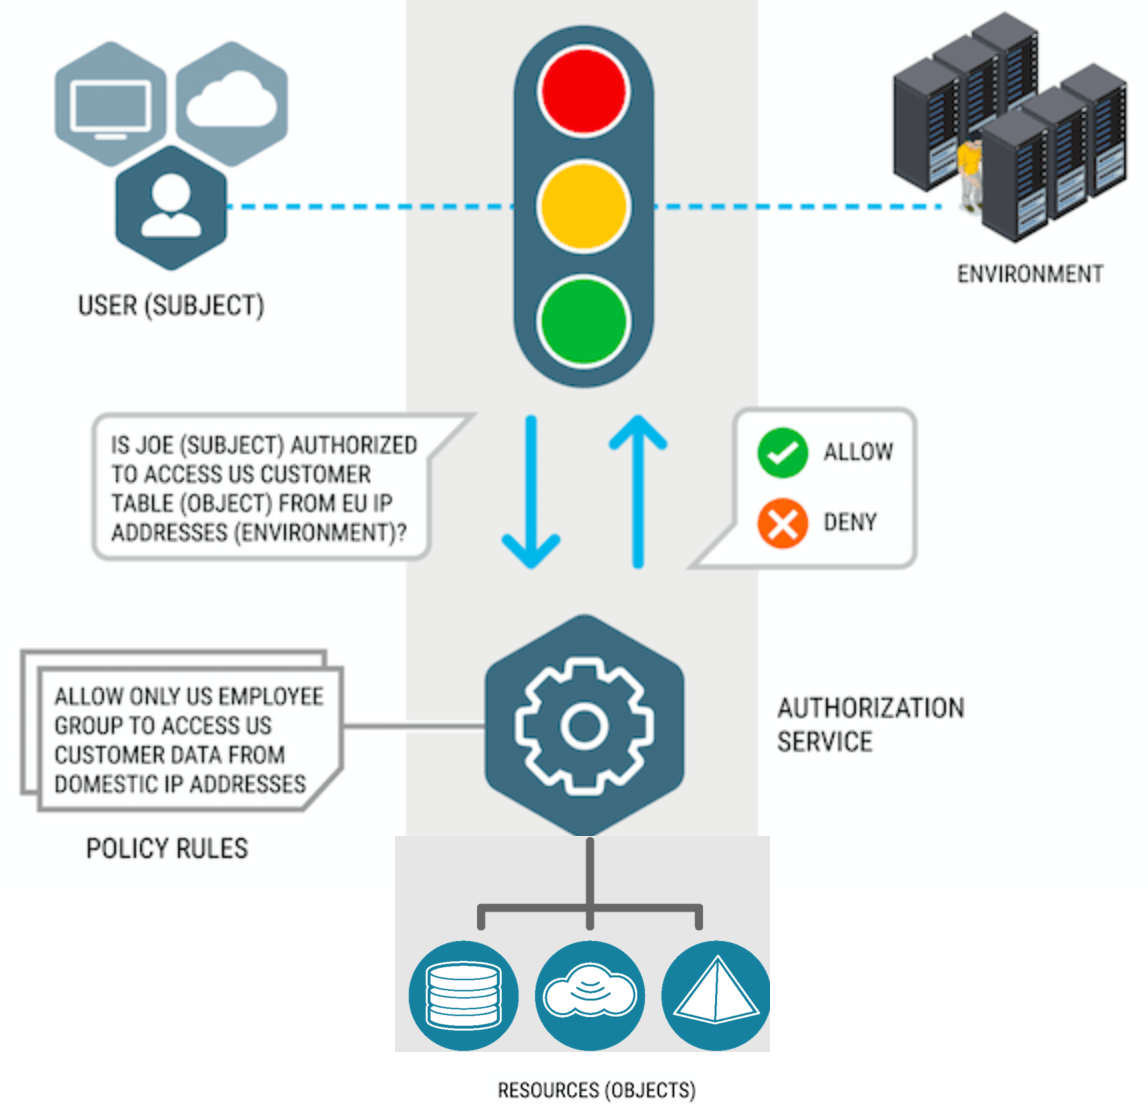 USER (SUBJECT)
ENVIRONMENT
IS JOE (SUBJECT) AUTHORIZED
TO ACCESS US CUSTOMER
TABLE (OBJECT) FROM EU IP
ADDRESSES (ENVIRONMENT)?
ALLOW
DENY
ALLOW ONLY US EMPLOYEE
GROUP TO ACCESS US
CUSTOMER DATA FROM
DOMESTIC IP ADDRESSES
POLICY RULES
AUTHORIZATION
SERVICE
RESOURCES (OBJECTS)